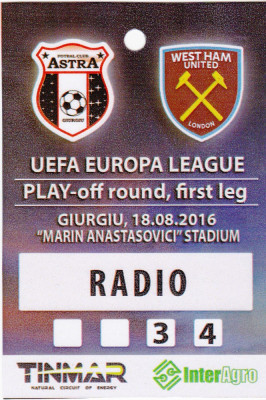 FOTBAL CLUB
ASTRA
GIURGIU
WEST HAM
UNITED
LONDON
UEFA EUROPA LEAGUE
PLAY-off round, first leg
GIURGIU, 18.08.2016
"MARIN ANASTASOVICI" STADIUM
RADIO
3 4
TINMAR
NATURAL CIRCUIT OF ENERGY
InterAgro